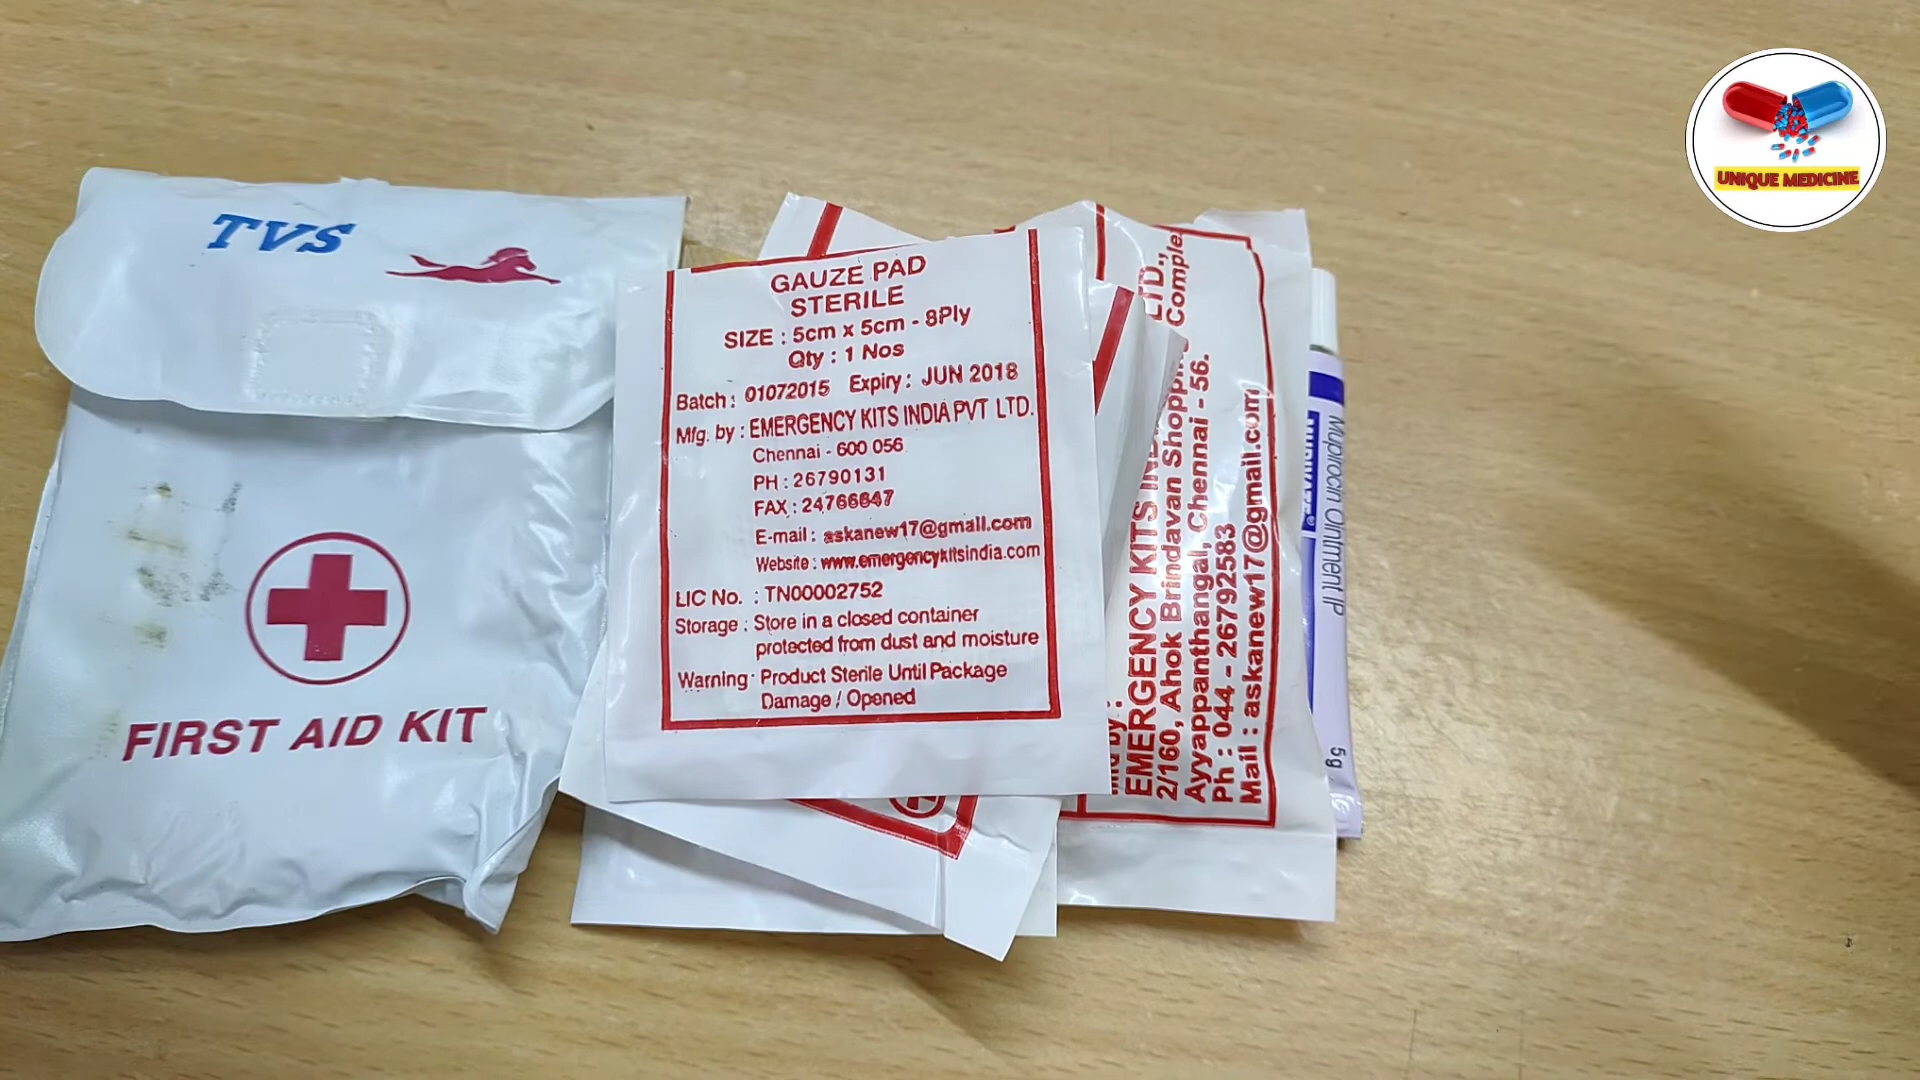 TVS
FIRST AID KIT
GAUZE PAD
STERILE
SIZE : 5cm x 5cm - 8Ply
Qty : 1 Nos
Batch : 01072015 Expiry : JUN 2018
Mfg. by : EMERGENCY KITS INDIA PVT LTD.
Chennai - 600 056
PH : 26790131
FAX : 24766647
E-mail : askanew17@gmail.com
Website : www.emergencykitsindia.com
LIC No. : TN00002752
Storage : Store in a closed container
protected from dust and moisture
Warning : Product Sterile Until Package
Damage / Opened
by :
EMERGENCY KITS LTD.,
2/160, Ahok Brindavan Shopping
Ayyappanthangal, Chennai - 56.
Ph : 044 - 26792583
Mail : askanew17@gmail.com
Mupirocin Ointment IP
5g
UNIQUE MEDICINE